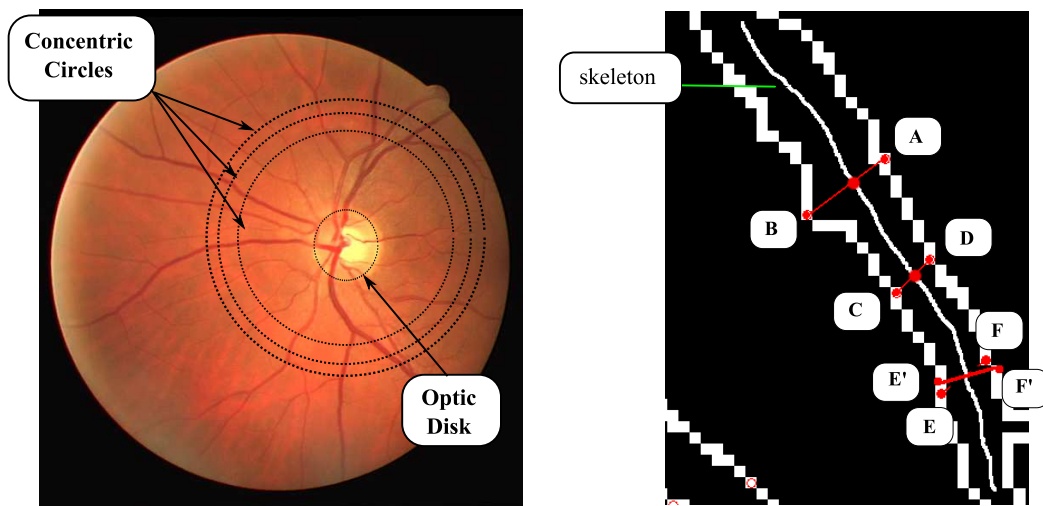 Concentric
Circles
Optic
Disk
skeleton
A
B
D
C
F
E'
F'
E